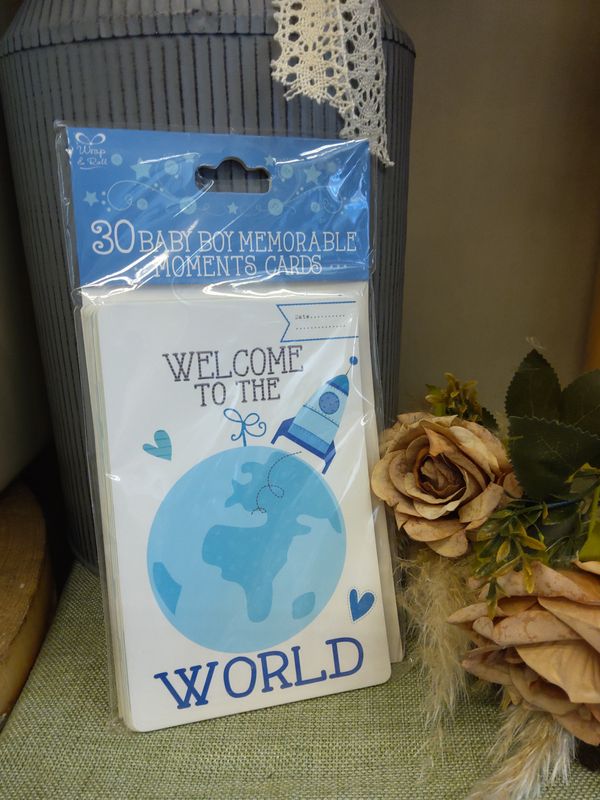 Wrap
& Roll
30 BABY BOY MEMORABLE
MOMENTS CARDS...
Date...........
..............
WELCOME
TO THE
WORLD